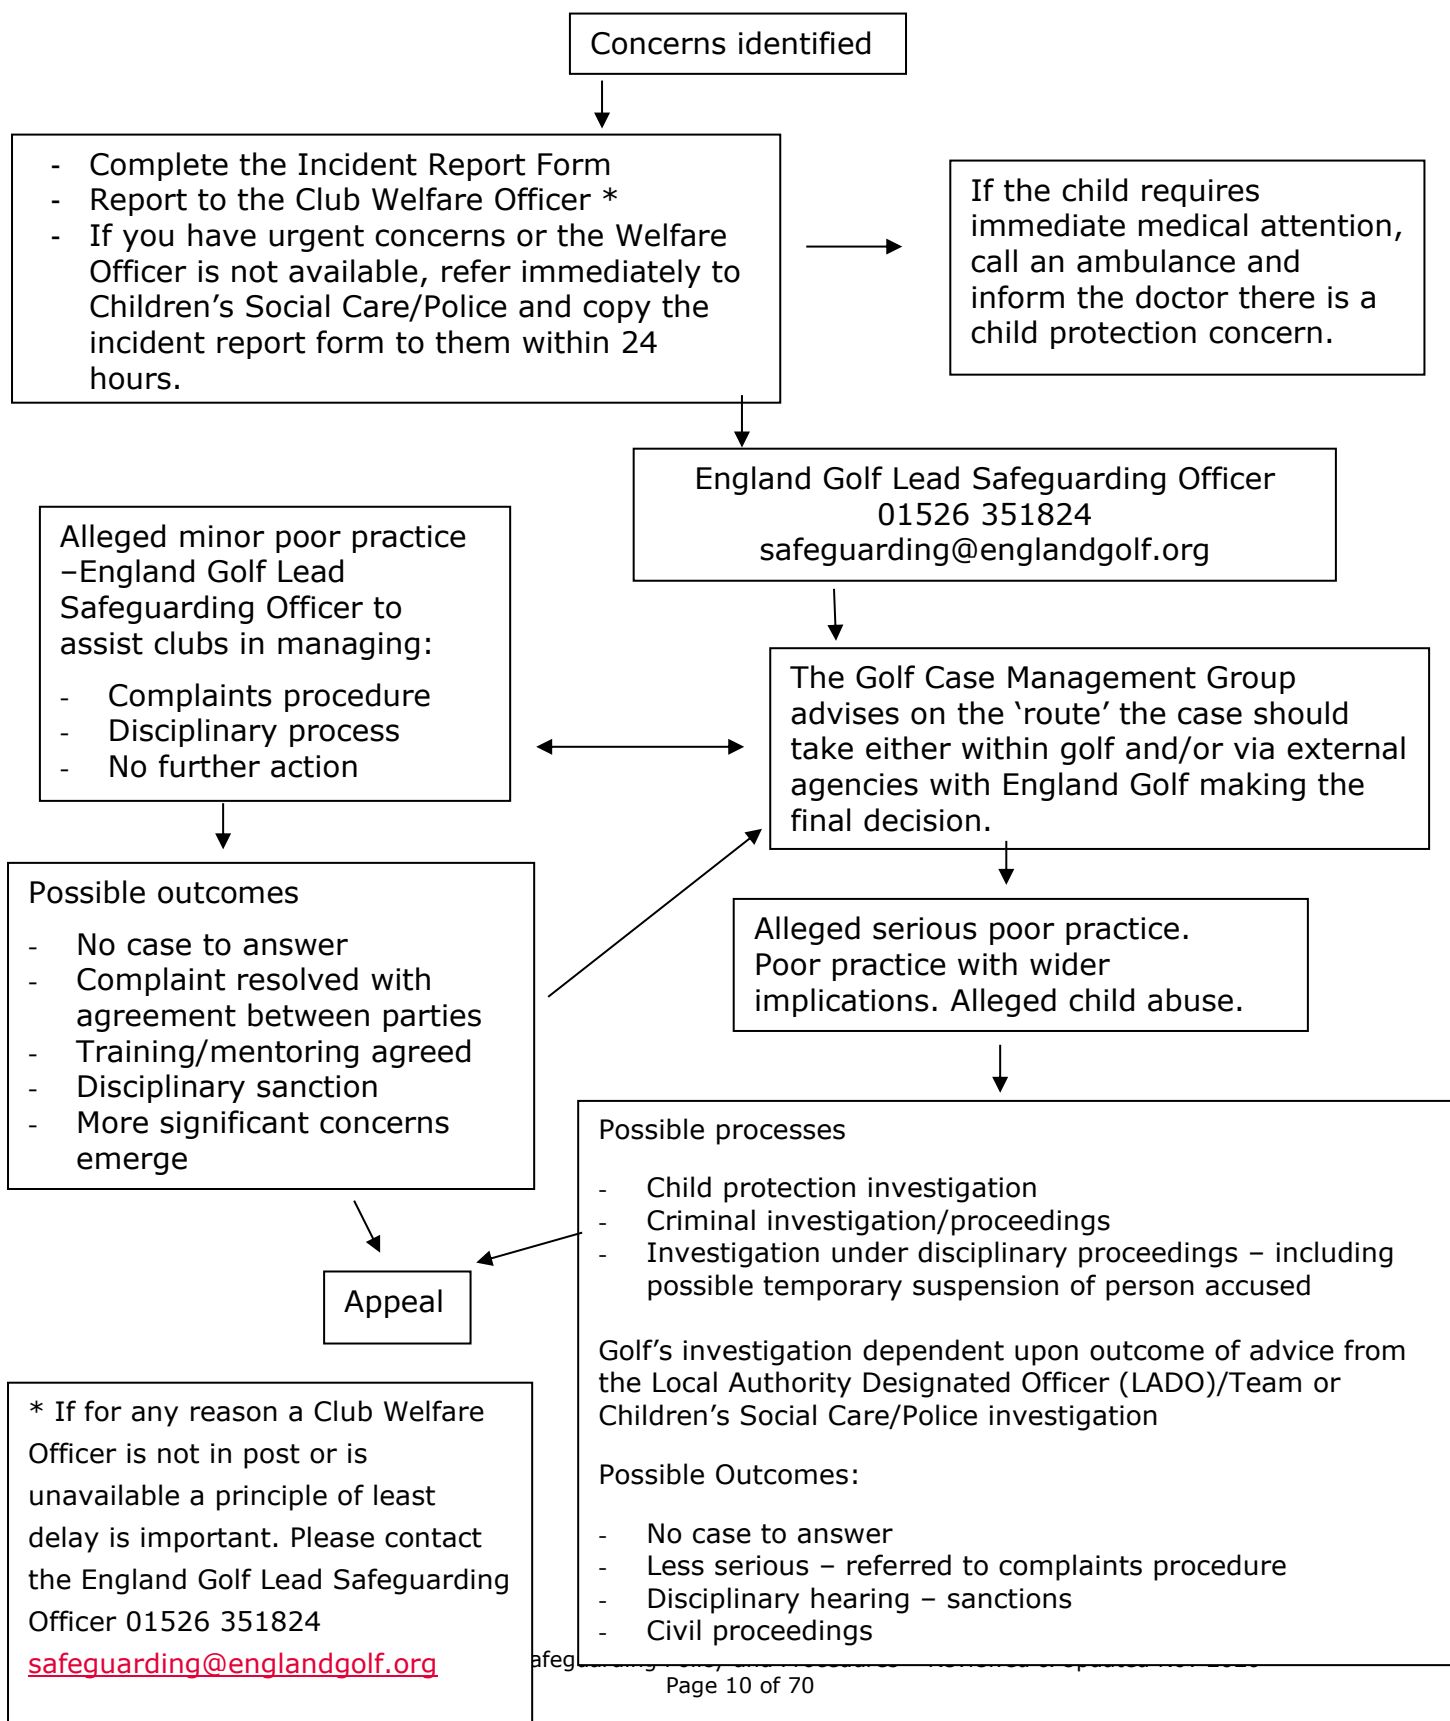 Concerns identified
- Complete the Incident Report Form
- Report to the Club Welfare Officer *
- If you have urgent concerns or the Welfare
Officer is not available, refer immediately to
Children’s Social Care/Police and copy the
incident report form to them within 24
hours.
If the child requires
immediate medical attention,
call an ambulance and
inform the doctor there is a
child protection concern.
England Golf Lead Safeguarding Officer
01526 351824
safeguarding@englandgolf.org
Alleged minor poor practice
–England Golf Lead
Safeguarding Officer to
assist clubs in managing:
- Complaints procedure
- Disciplinary process
- No further action
The Golf Case Management Group
advises on the ‘route’ the case should
take either within golf and/or via external
agencies with England Golf making the
final decision.
Possible outcomes
- No case to answer
- Complaint resolved with
agreement between parties
- Training/mentoring agreed
- Disciplinary sanction
- More significant concerns
emerge
Alleged serious poor practice.
Poor practice with wider
implications. Alleged child abuse.
Possible processes
- Child protection investigation
- Criminal investigation/proceedings
- Investigation under disciplinary proceedings – including
possible temporary suspension of person accused
Golf’s investigation dependent upon outcome of advice from
the Local Authority Designated Officer (LADO)/Team or
Children’s Social Care/Police investigation
Possible Outcomes:
- No case to answer
- Less serious – referred to complaints procedure
- Disciplinary hearing – sanctions
- Civil proceedings
Appeal
* If for any reason a Club Welfare
Officer is not in post or is
unavailable a principle of least
delay is important. Please contact
the England Golf Lead Safeguarding
Officer 01526 351824
safeguarding@englandgolf.org
Page 10 of 70